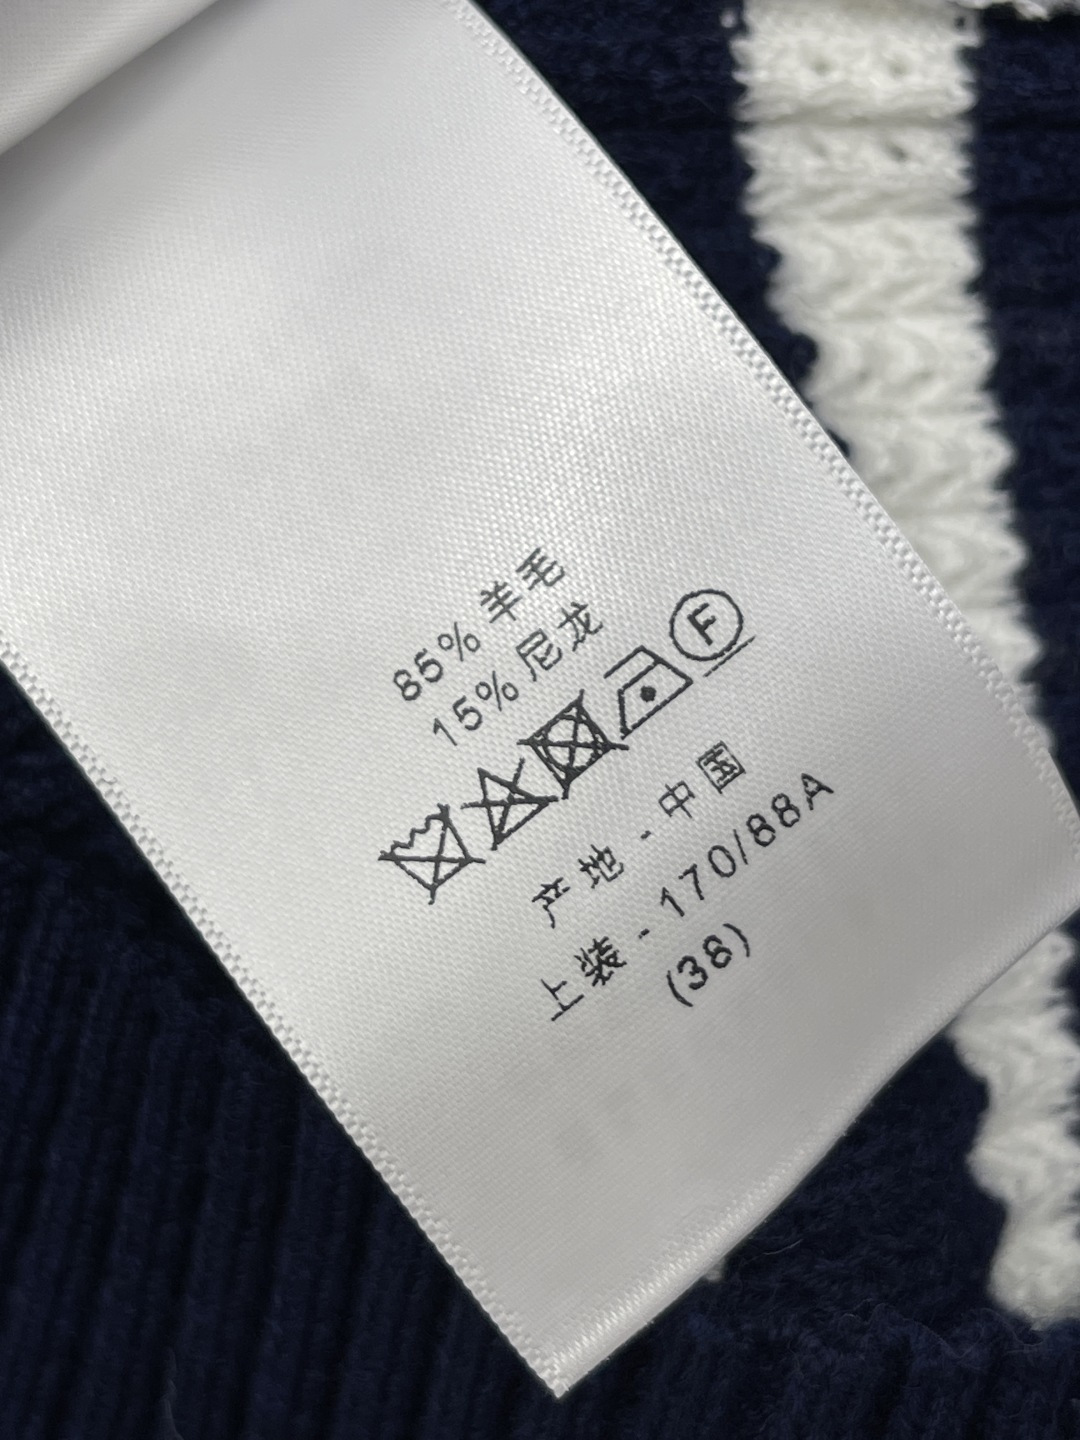 85% 羊毛
15% 尼龙
F
产地 - 中国
上装 - 170/88A
(38)